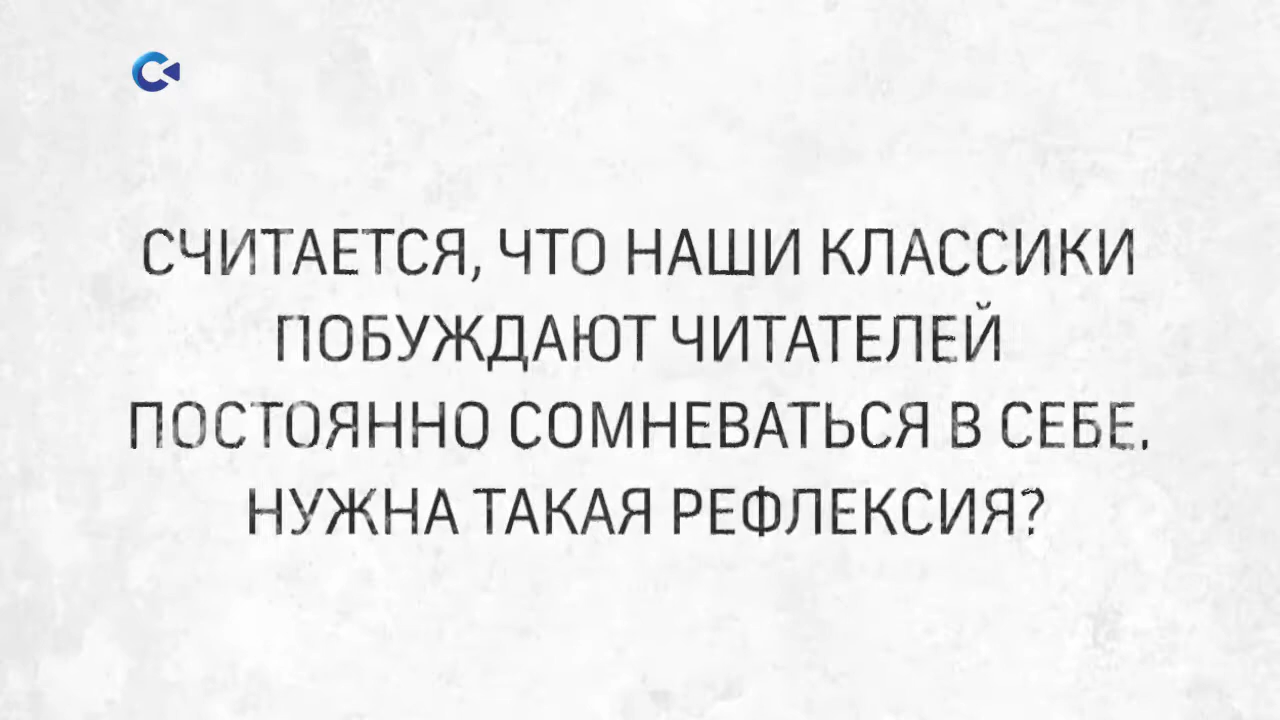 СЧИТАЕТСЯ, ЧТО НАШИ КЛАССИКИ
ПОБУЖДАЮТ ЧИТАТЕЛЕЙ
ПОСТОЯННО СОМНЕВАТЬСЯ В СЕБЕ.
НУЖНА ТАКАЯ РЕФЛЕКСИЯ?